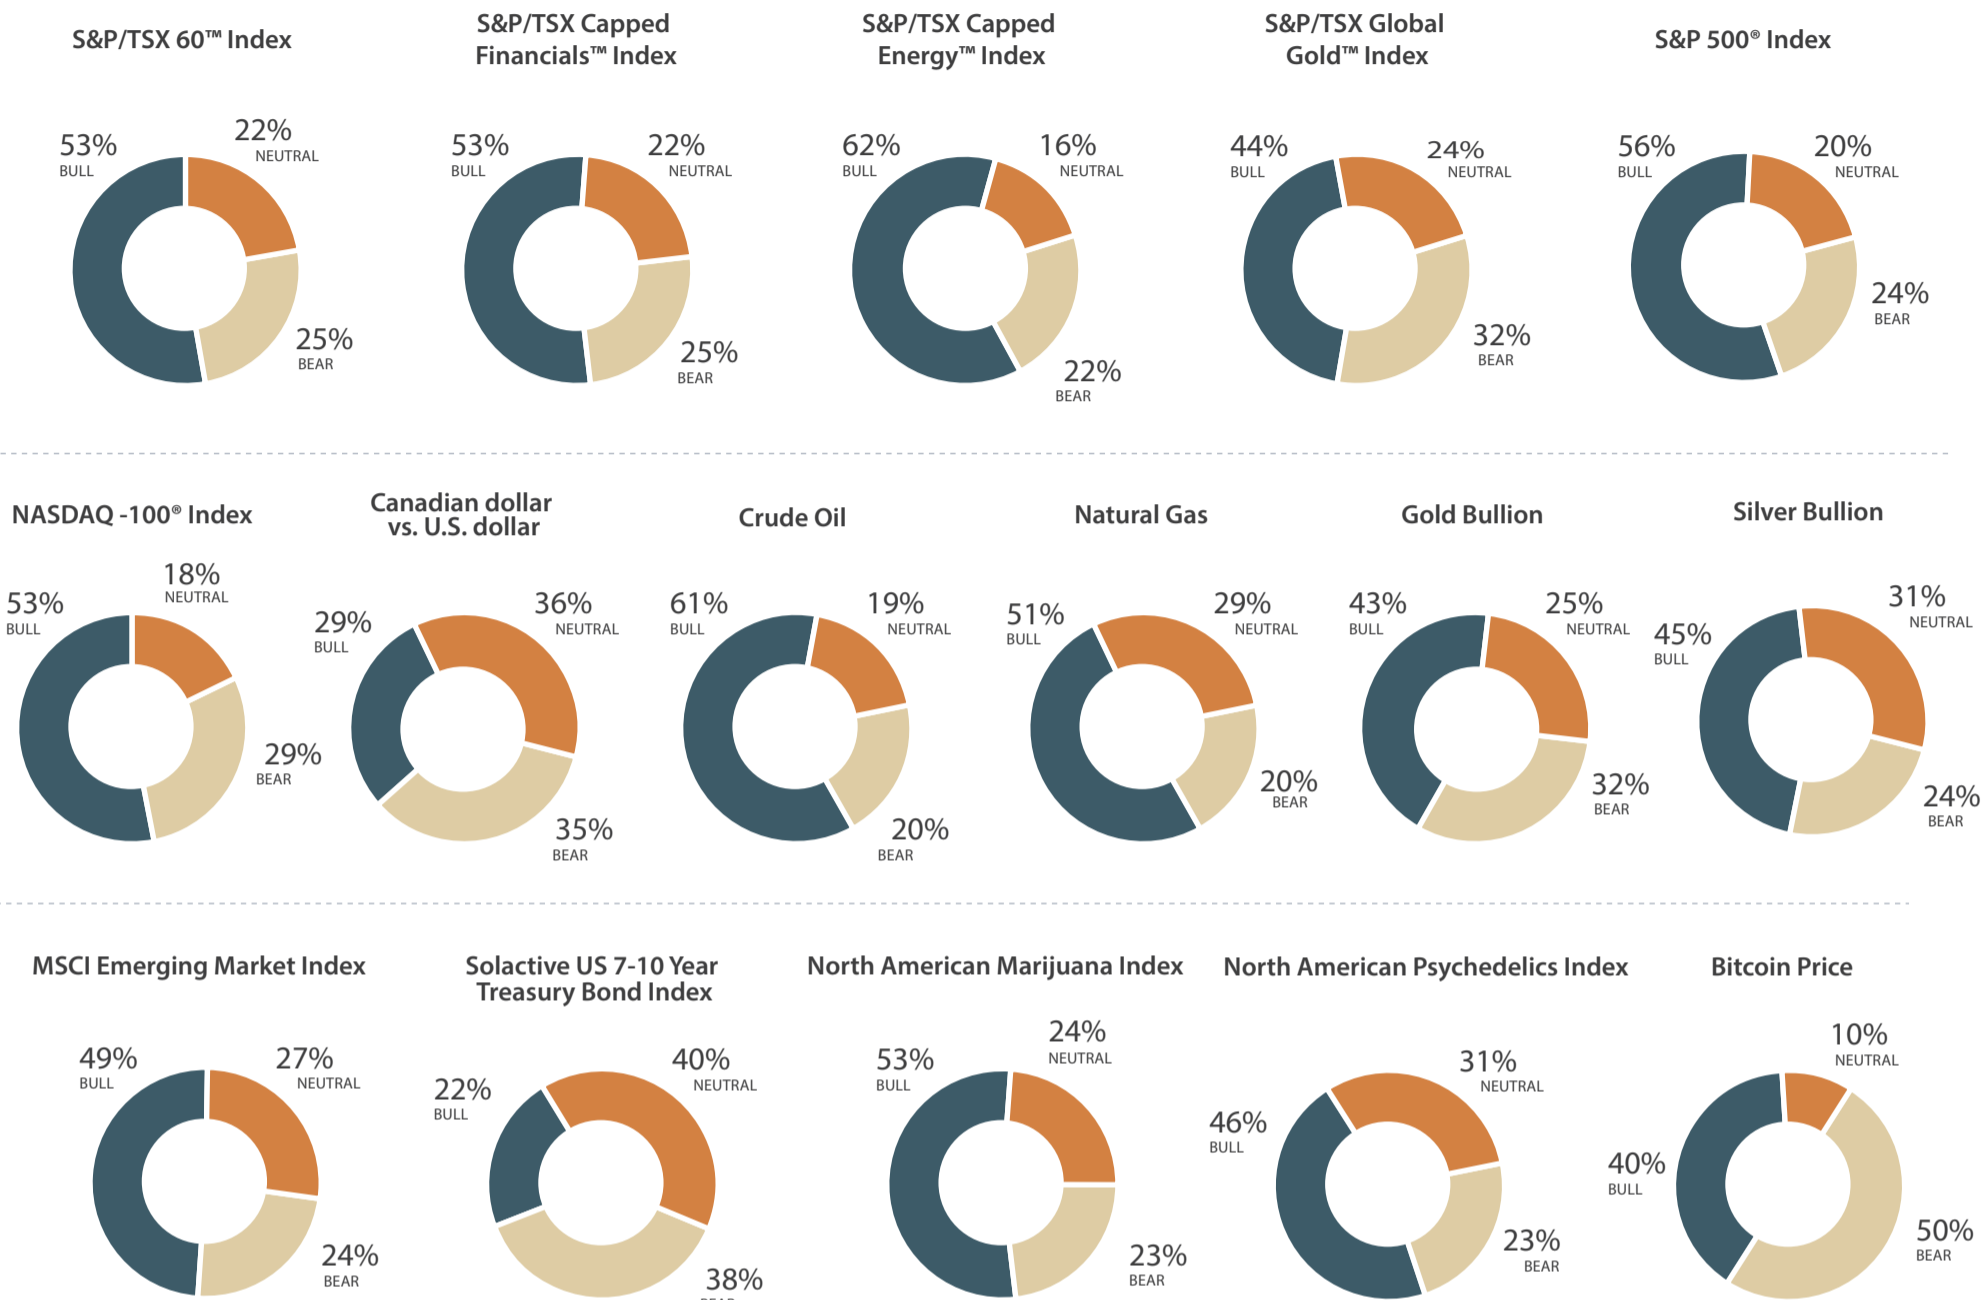 S&P/TSX 60™ Index
53%
BULL
22%
NEUTRAL
25%
BEAR
S&P/TSX Capped
Financials™ Index
53%
BULL
22%
NEUTRAL
25%
BEAR
S&P/TSX Capped
Energy™ Index
62%
BULL
16%
NEUTRAL
22%
BEAR
S&P/TSX Global
Gold™ Index
44%
BULL
24%
NEUTRAL
32%
BEAR
S&P 500® Index
56%
BULL
20%
NEUTRAL
24%
BEAR
NASDAQ -100® Index
53%
BULL
18%
NEUTRAL
29%
BEAR
Canadian dollar
vs. U.S. dollar
29%
BULL
36%
NEUTRAL
35%
BEAR
Crude Oil
61%
BULL
19%
NEUTRAL
20%
BEAR
Natural Gas
51%
BULL
29%
NEUTRAL
20%
BEAR
Gold Bullion
43%
BULL
25%
NEUTRAL
32%
BEAR
Silver Bullion
45%
BULL
31%
NEUTRAL
24%
BEAR
MSCI Emerging Market Index
49%
BULL
27%
NEUTRAL
24%
BEAR
Solactive US 7-10 Year
Treasury Bond Index
22%
BULL
40%
NEUTRAL
38%
North American Marijuana Index
53%
BULL
24%
NEUTRAL
23%
BEAR
North American Psychedelics Index
46%
BULL
31%
NEUTRAL
23%
BEAR
Bitcoin Price
40%
BULL
10%
NEUTRAL
50%
BEAR